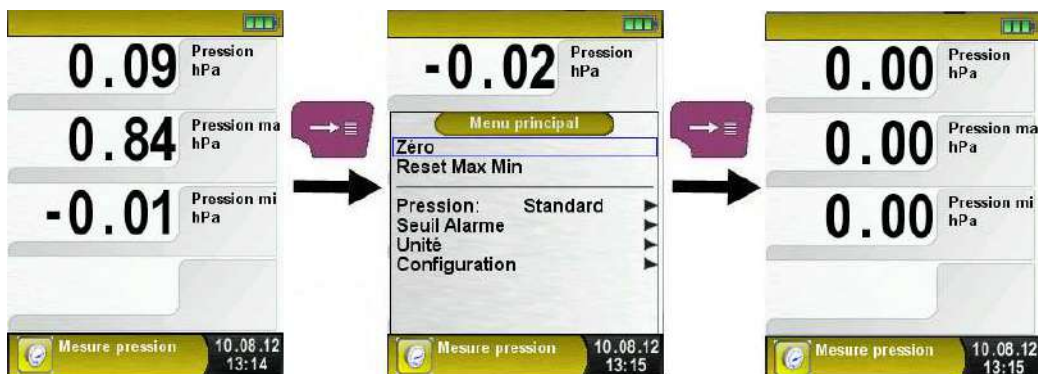 0.09 Pression
hPa
0.84 Pression ma
hPa
-0.01 Pression mi
hPa
Mesure pression 10.08.12
13:14
-0.02 Pression
hPa
Menu principal
Zéro
Reset Max Min
Pression: Standard
Seuil Alarme
Unité
Configuration
Mesure pression 10.08.12
13:15
0.00 Pression
hPa
0.00 Pression ma
hPa
0.00 Pression mi
hPa
Mesure pression 10.08.12
13:15